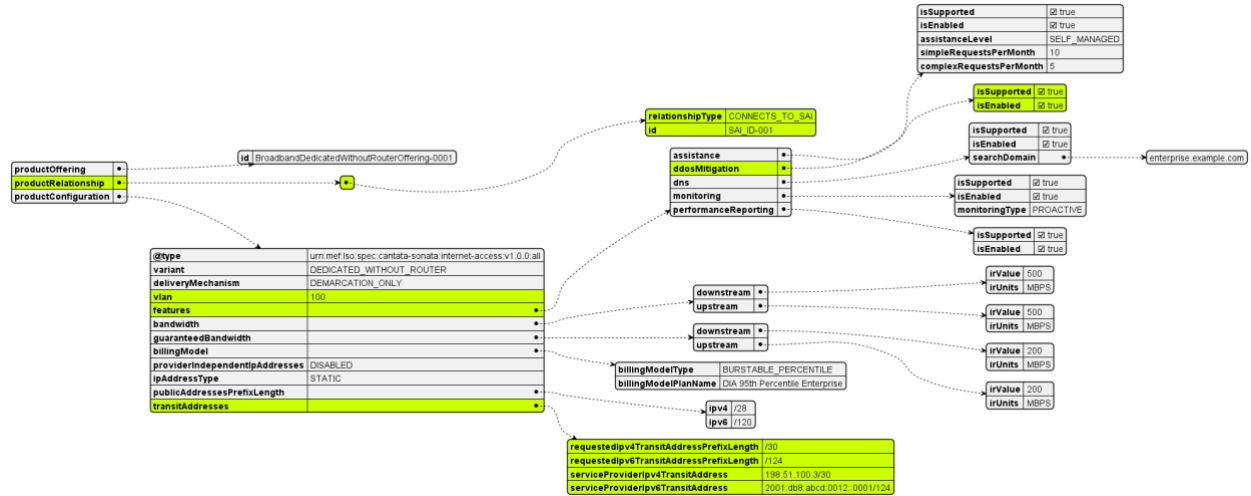 isSupported ☑ true
isEnabled ☑ true
assistanceLevel SELF_MANAGED
simpleRequestsPerMonth 10
complexRequestsPerMonth 5
isSupported ☑ true
isEnabled ☑ true
relationshipType CONNECTS_TO_SAI
id SAI_ID-001
isSupported ☑ true
isEnabled ☑ true
searchDomain
enterprise.example.com
id BroadbandDedicatedWithoutRouterOffering-0001
productOffering
productRelationship
productConfiguration
assistance
ddosMitigation
dns
monitoring
performanceReporting
isSupported ☑ true
isEnabled ☑ true
monitoringType PROACTIVE
isSupported ☑ true
isEnabled ☑ true
@type urn:mef:lso:spec:cantata-sonata:internet-access:v1.0.0:all
variant DEDICATED_WITHOUT_ROUTER
deliveryMechanism DEMARCATION_ONLY
vlan 100
features
bandwidth
guaranteedBandwidth
billingModel
providerIndependentIpAddresses DISABLED
ipAddressType STATIC
publicAddressesPrefixLength
transitAddresses
downstream
upstream
irValue 500
irUnits MBPS
irValue 500
irUnits MBPS
downstream
upstream
irValue 200
irUnits MBPS
irValue 200
irUnits MBPS
billingModelType BURSTABLE_PERCENTILE
billingModelPlanName DIA 95th Percentile Enterprise
ipv4 /28
ipv6 /120
requestedIpv4TransitAddressPrefixLength /30
requestedIpv6TransitAddressPrefixLength /124
serviceProviderIpv4TransitAddress 198.51.100.3/30
serviceProviderIpv6TransitAddress 2001:db8:abcd:0012::0001/124